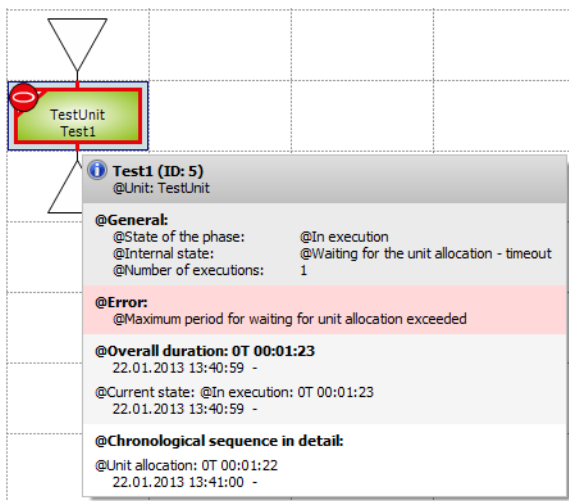 TestUnit
Test1
Test1 (ID: 5)
@Unit: TestUnit
@General:
@State of the phase: @In execution
@Internal state: @Waiting for the unit allocation - timeout
@Number of executions: 1
@Error:
@Maximum period for waiting for unit allocation exceeded
@Overall duration: 0T 00:01:23
22.01.2013 13:40:59 -
@Current state: @In execution: 0T 00:01:23
22.01.2013 13:40:59 -
@Chronological sequence in detail:
@Unit allocation: 0T 00:01:22
22.01.2013 13:41:00 -